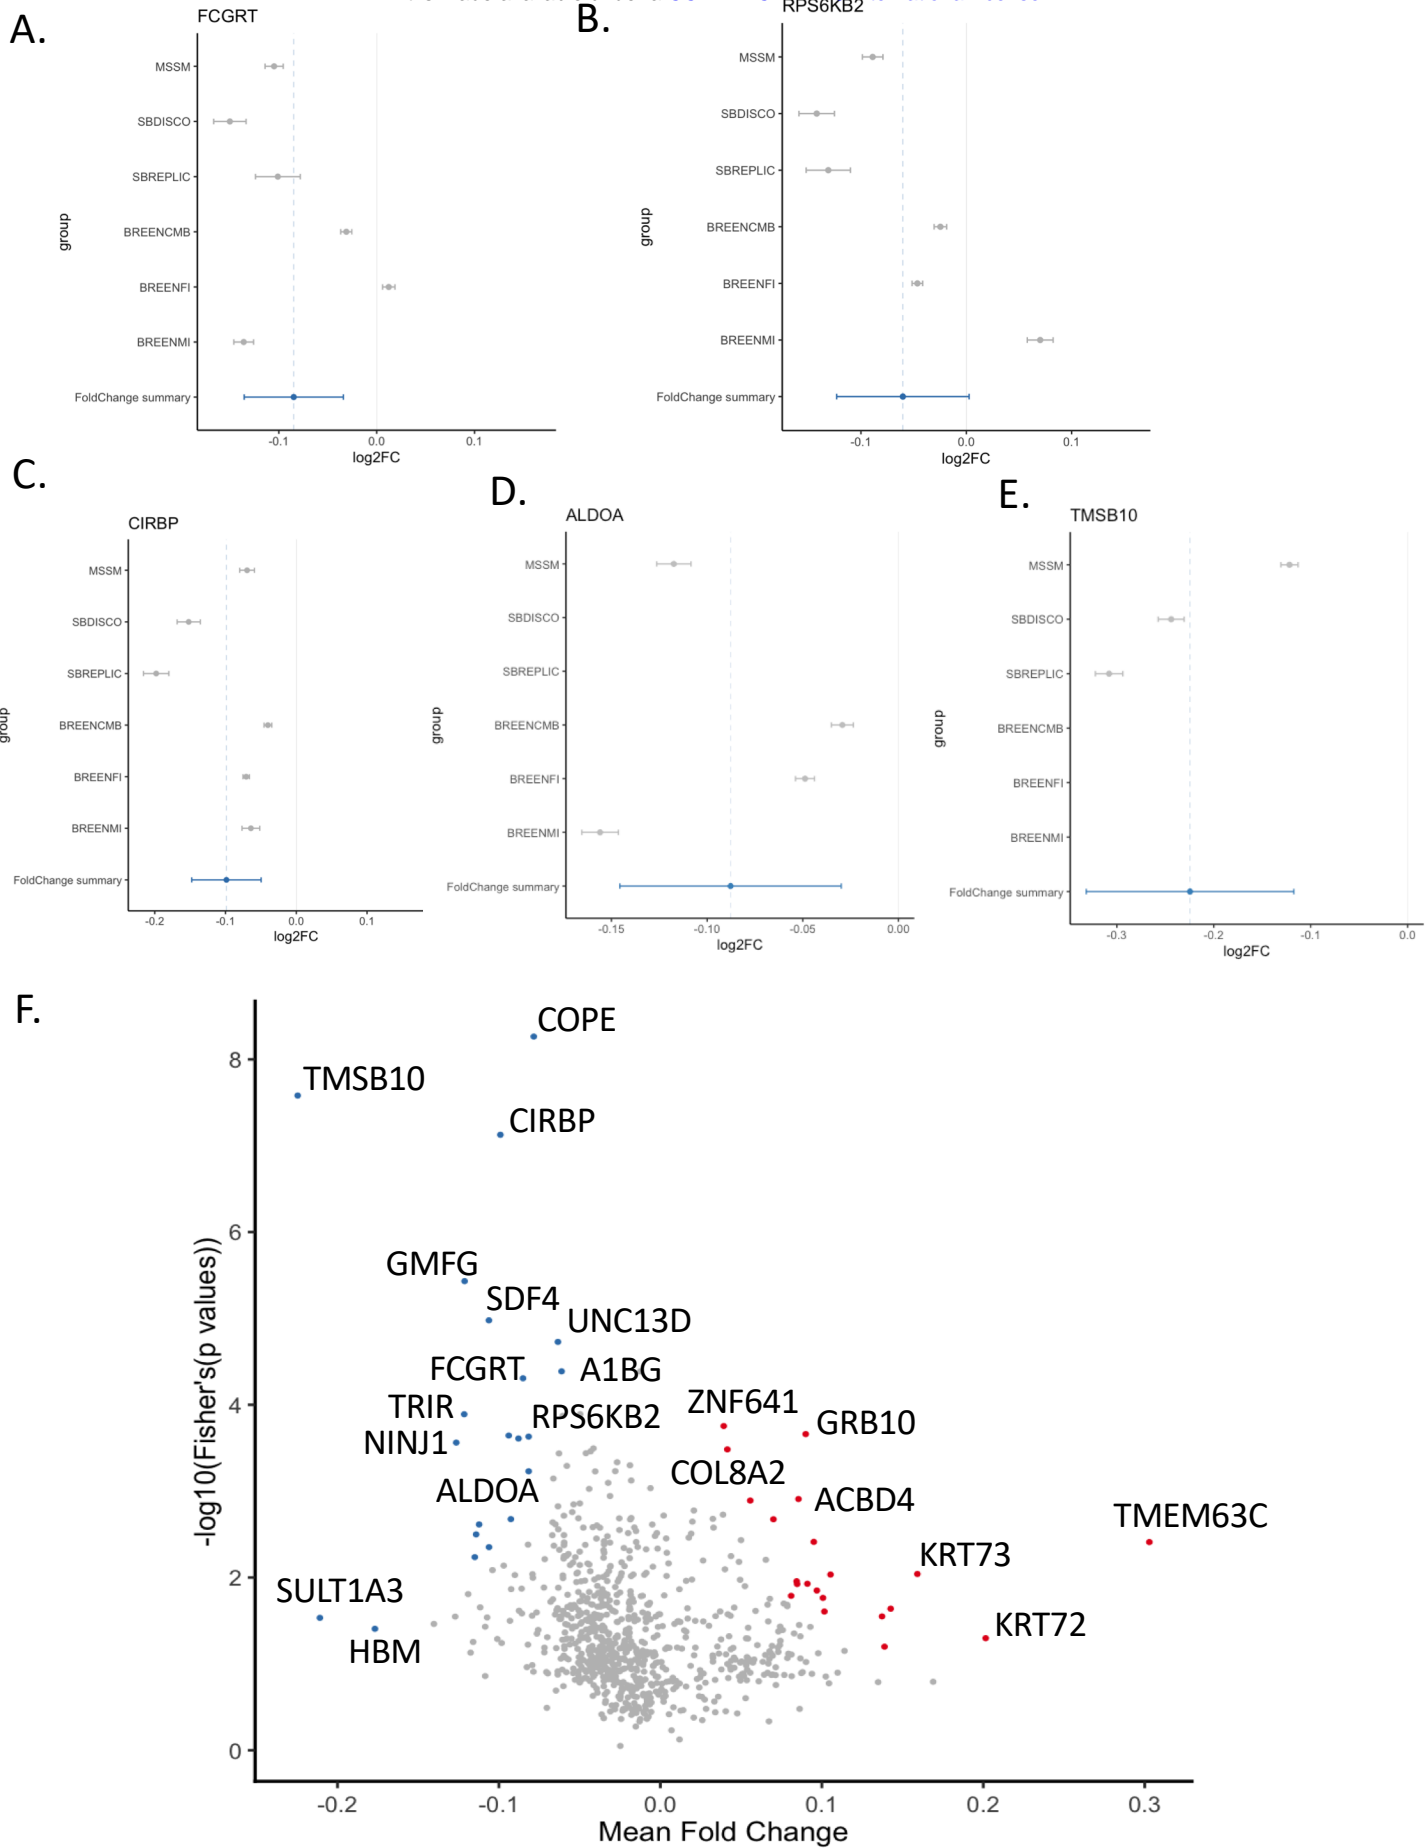 A.
FCGRT
MSSM
SBDISCO
SBREPLIC
BREENCMB
BREENFI
BREENMI
FoldChange summary
group
-0.1 0.0 0.1
log2FC
B.
RPS6KB2
MSSM
SBDISCO
SBREPLIC
BREENCMB
BREENFI
BREENMI
FoldChange summary
group
-0.1 0.0 0.1
log2FC
C.
CIRBP
MSSM
SBDISCO
SBREPLIC
BREENCMB
BREENFI
BREENMI
FoldChange summary
group
-0.2 -0.1 0.0 0.1
log2FC
D.
ALDOA
MSSM
SBDISCO
SBREPLIC
BREENCMB
BREENFI
BREENMI
FoldChange summary
group
-0.15 -0.10 -0.05 0.00
log2FC
E.
TMSB10
MSSM
SBDISCO
SBREPLIC
BREENCMB
BREENFI
BREENMI
FoldChange summary
group
-0.3 -0.2 -0.1 0.0
log2FC
F.
COPE
TMSB10
CIRBP
GMFG
SDF4
UNC13D
FCGRT
A1BG
TRIR
RPS6KB2
ZNF641
GRB10
NINJ1
COL8A2
ALDOA
ACBD4
TMEM63C
KRT73
SULT1A3
KRT72
HBM
8
6
4
2
0
-log10(Fisher's(p values))
-0.2 -0.1 0.0 0.1 0.2 0.3
Mean Fold Change